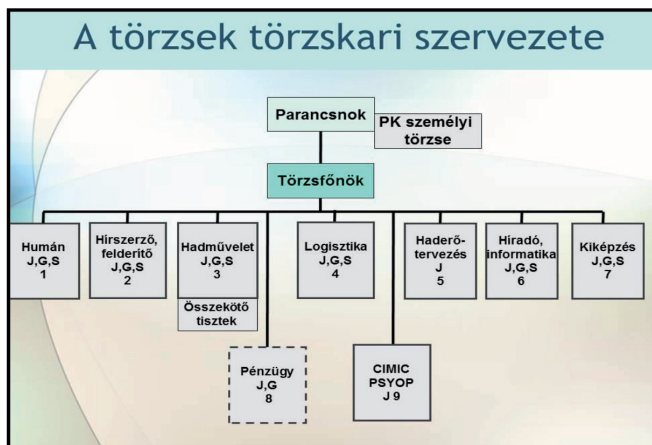 A törzsek törzskari szervezete
Parancsnok
PK személyi
törzse
Törzsfőnök
Humán
J,G,S
1
Hírszerző,
felderítő
J,G,S
2
Hadművelet
J,G,S
3
Összekötő
tisztek
Logisztika
J,G,S
4
Haderő-
tervezés
J
5
Híradó,
informatika
J,G,S
6
Kiképzés
J,G,S
7
Pénzügy
J,G
8
CIMIC
PSYOP
J 9